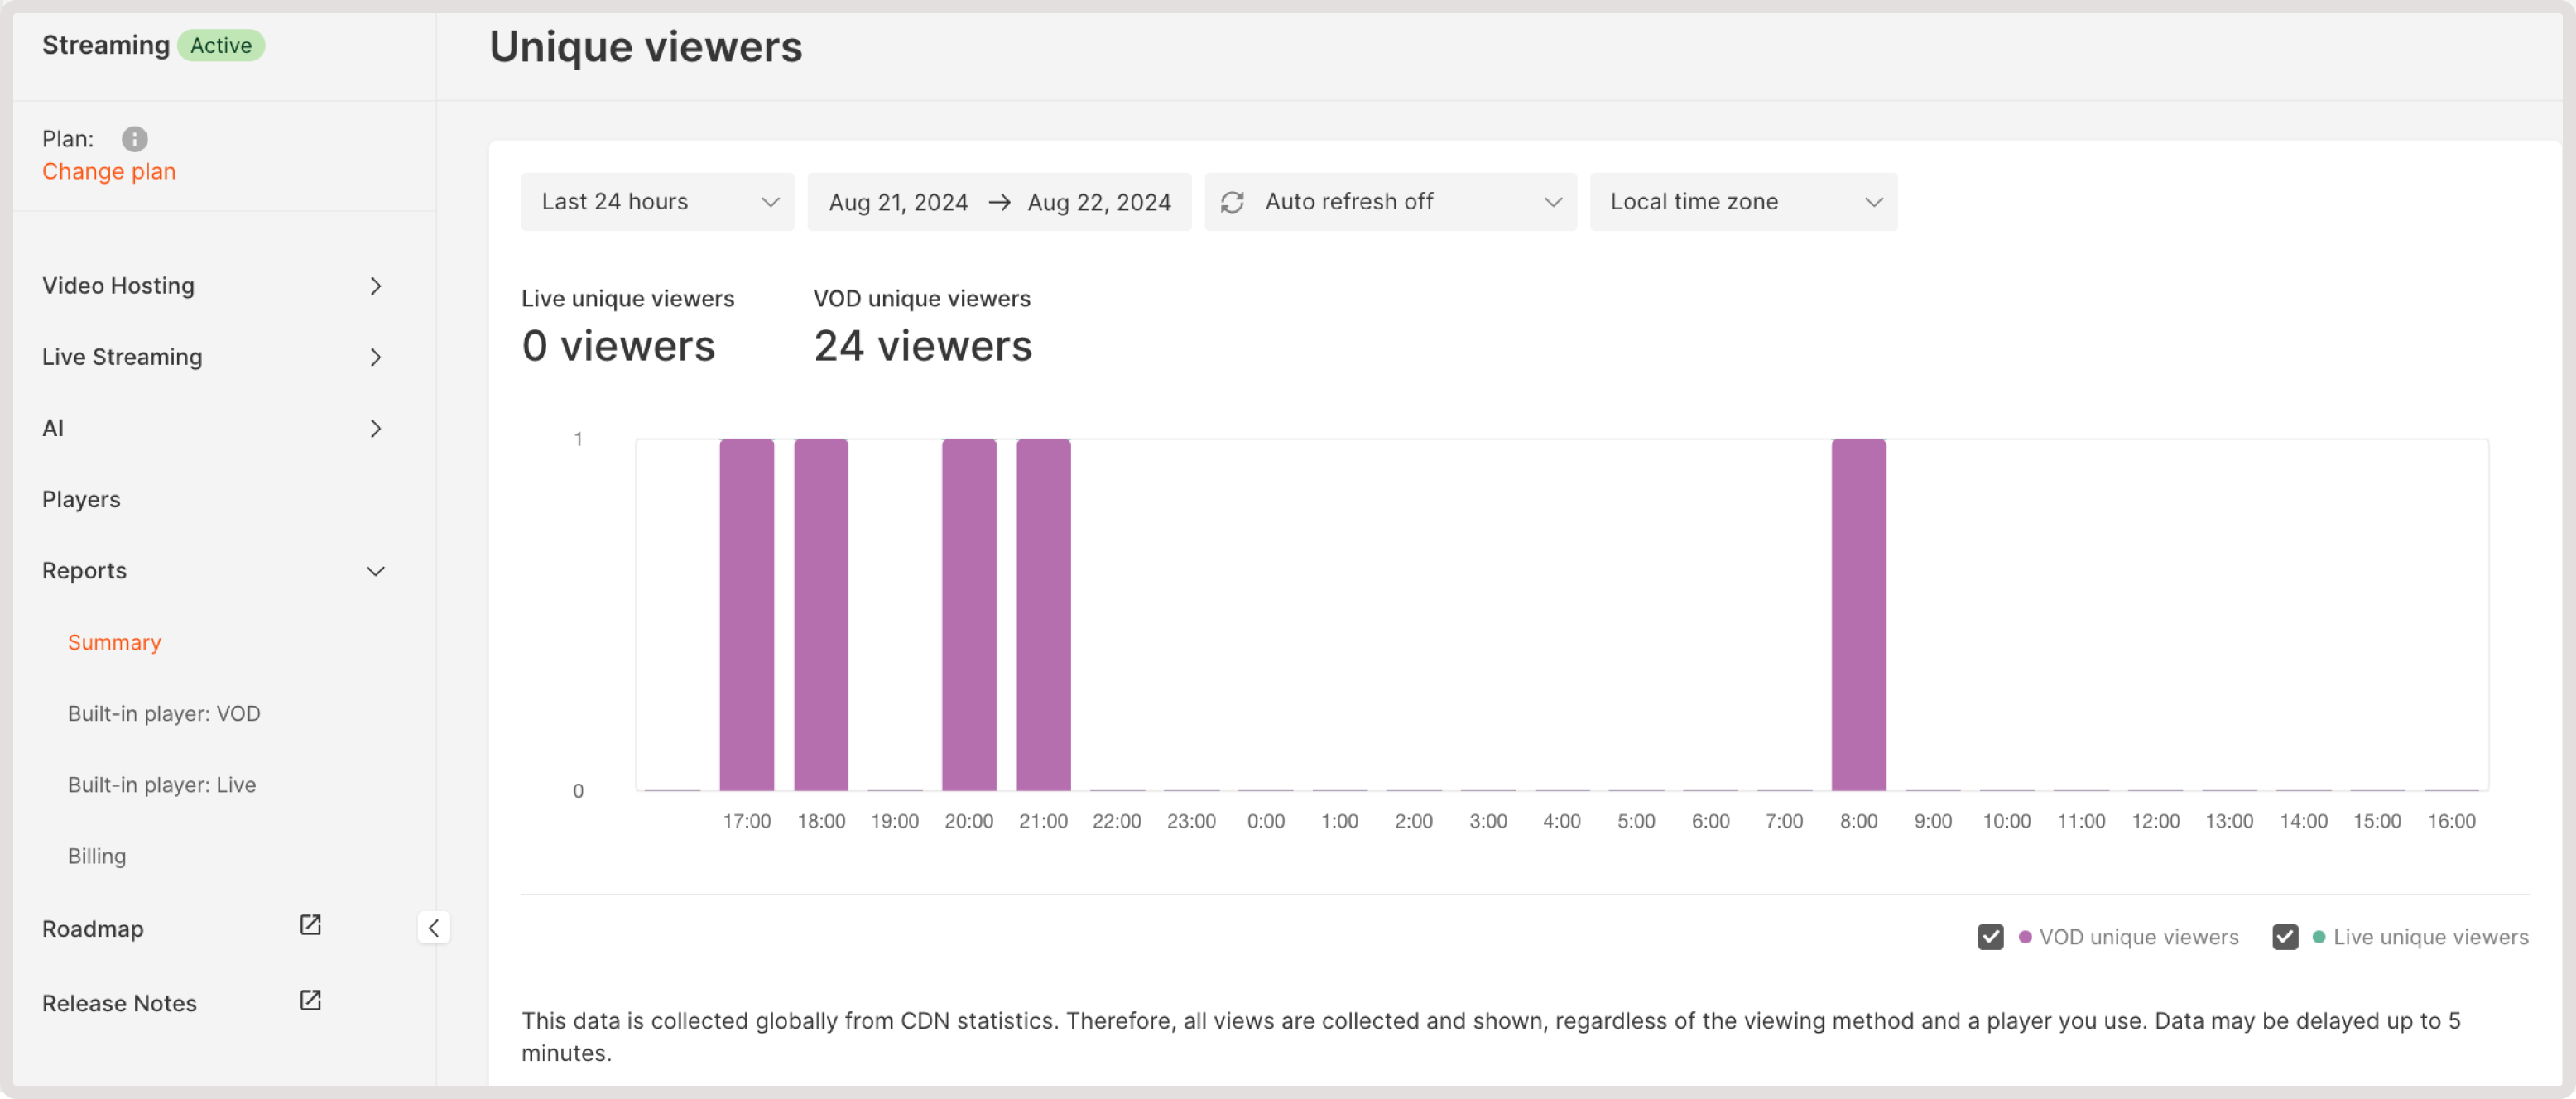 Streaming Active
Plan:
Change plan
Video Hosting
Live Streaming
AI
Players
Reports
Summary
Built-in player: VOD
Built-in player: Live
Billing
Roadmap
Release Notes
Unique viewers
Last 24 hours Aug 21, 2024 → Aug 22, 2024 Auto refresh off Local time zone
Live unique viewers VOD unique viewers
0 viewers 24 viewers
1
0
17:00 18:00 19:00 20:00 21:00 22:00 23:00 0:00 1:00 2:00 3:00 4:00 5:00 6:00 7:00 8:00 9:00 10:00 11:00 12:00 13:00 14:00 15:00 16:00
VOD unique viewers Live unique viewers
This data is collected globally from CDN statistics. Therefore, all views are collected and shown, regardless of the viewing method and a player you use. Data may be delayed up to 5
minutes.